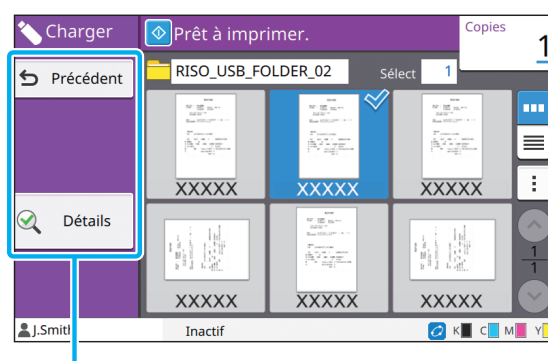 Charger
Prêt à imprimer.
Copies
1
Précédent
RISO_USB_FOLDER_02
Sélect
1
XXXXX
XXXXX
XXXXX
Détails
XXXXX
XXXXX
XXXXX
1
1
J.Smith
Inactif
K
C
M
Y